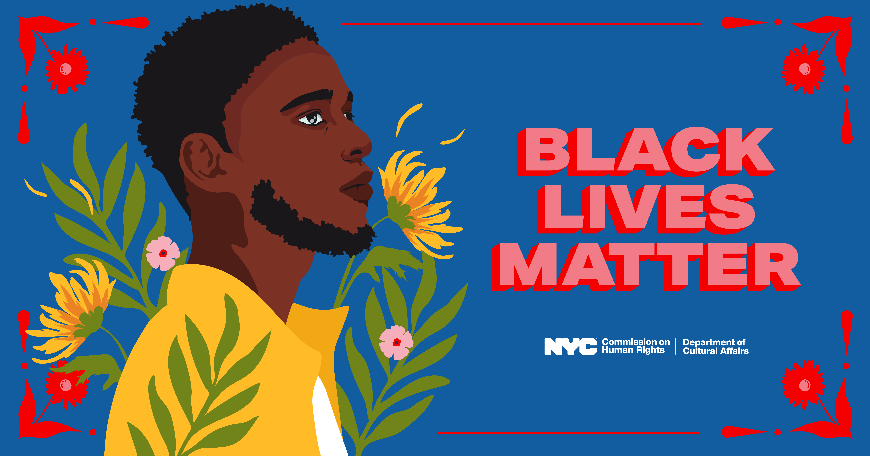 BLACK
LIVES
MATTER
NYC Commission on Human Rights Department of Cultural Affairs